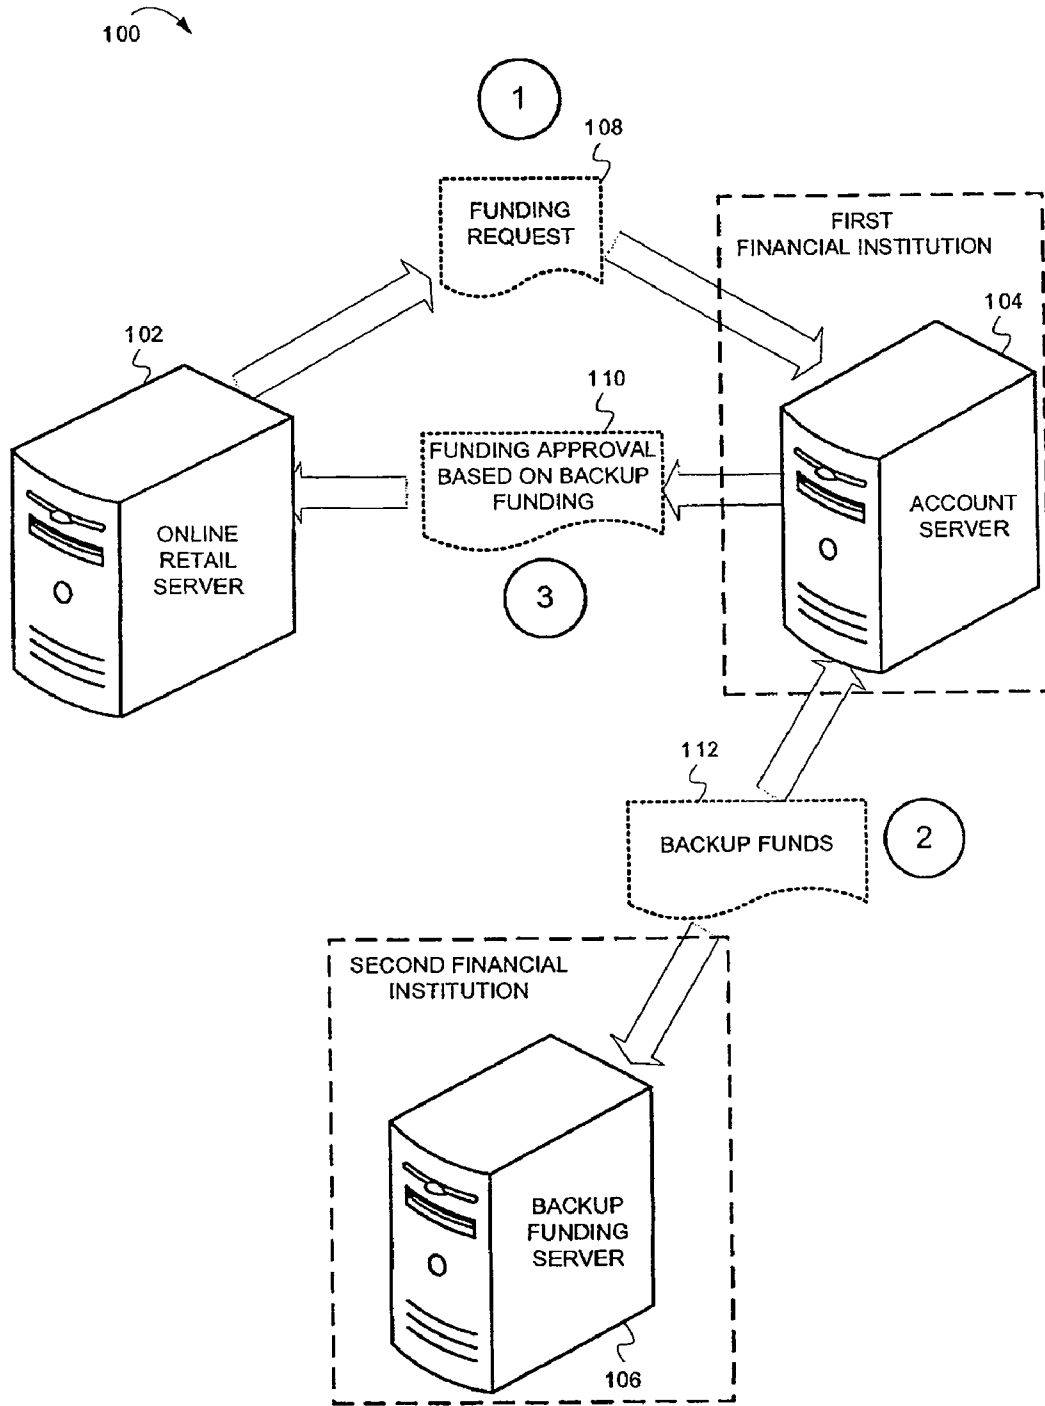 100
1
108
FUNDING
REQUEST
FIRST
FINANCIAL INSTITUTION
102
104
110
FUNDING APPROVAL
BASED ON BACKUP
FUNDING
ONLINE
RETAIL
SERVER
ACCOUNT
SERVER
3
112
BACKUP FUNDS
2
SECOND FINANCIAL
INSTITUTION
BACKUP
FUNDING
SERVER
106